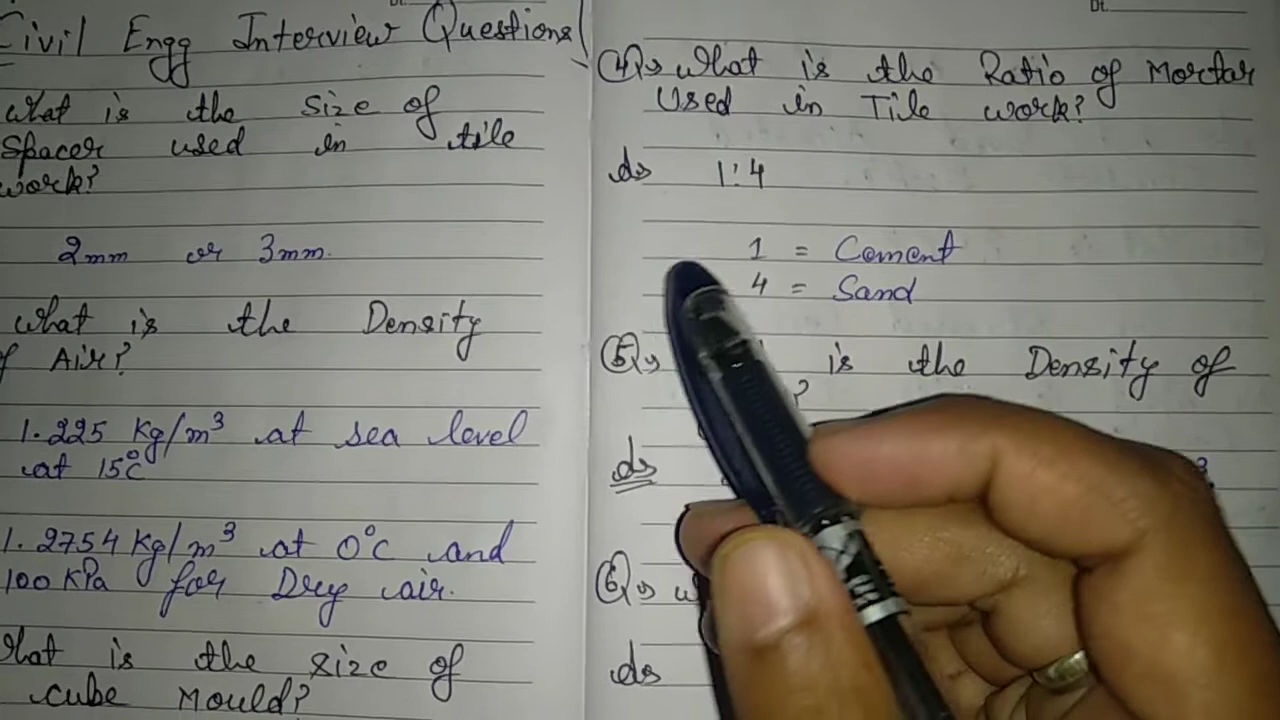 Civil Engg Interview Questions
What is the size of
Spacer used in tile
work?
2mm or 3mm.
What is the Density
of Air?
1.225 Kg/m³ at sea level
at 15°C
1.2754 Kg/m³ at 0°C and
100 KPa for Dry air.
What is the size of
cube Mould?
Dt.
(4) What is the Ratio of Mortar
Used in Tile work?
1:4
1 = Cement
4 = Sand
(5) is the Density of
?
(6)